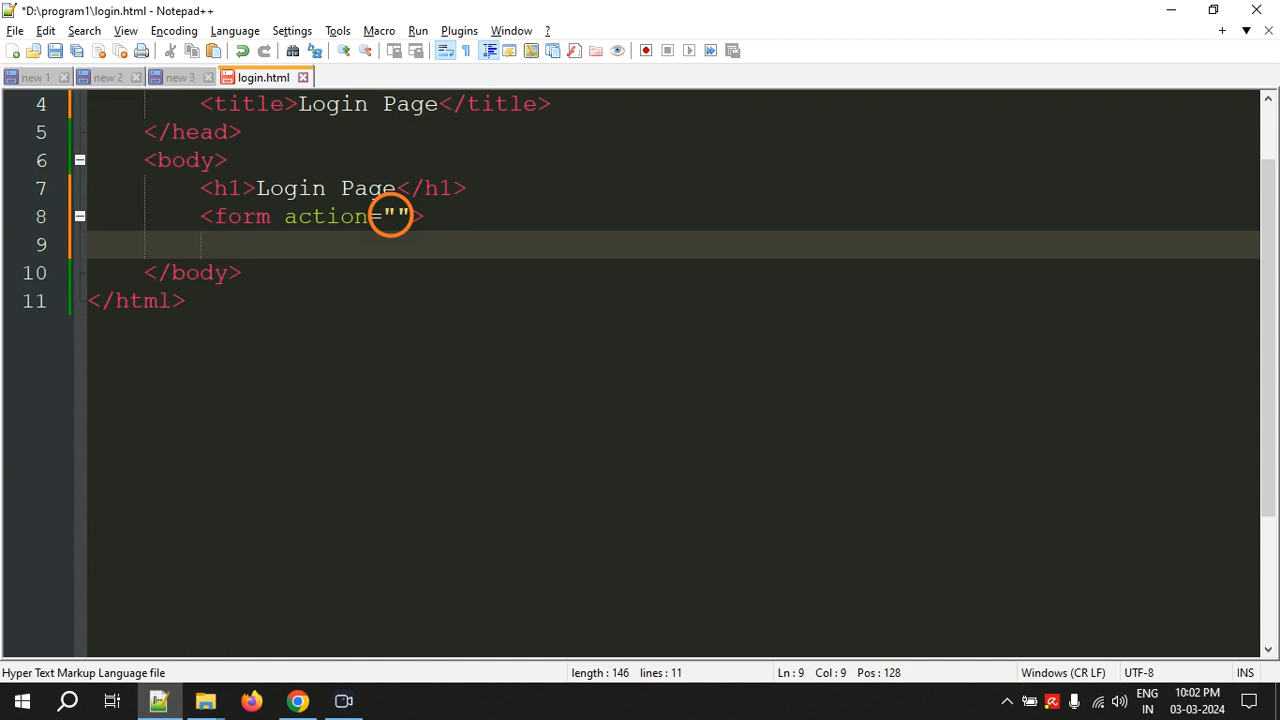 *D:\program1\login.html - Notepad++
File Edit Search View Encoding Language Settings Tools Macro Run Plugins Window ?
new 1 new 2 new 3 login.html
4 <title>Login Page</title>
5 </head>
6 <body>
7 <h1>Login Page</h1>
8 <form action="">
9
10 </body>
11 </html>
Hyper Text Markup Language file length : 146 lines : 11 Ln : 9 Col : 9 Pos : 128 Windows (CR LF) UTF-8 INS
ENG 10:02 PM
IN 03-03-2024